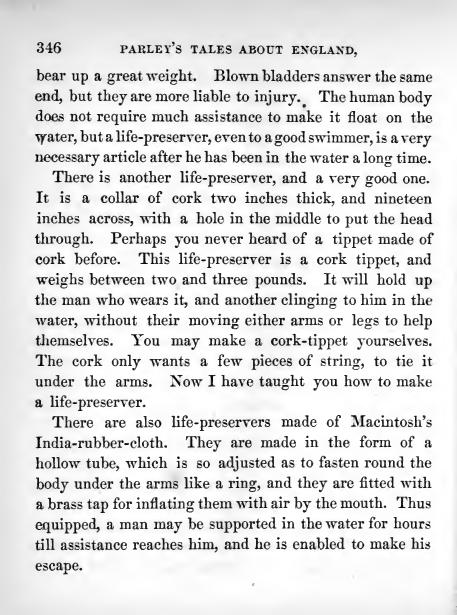 346 PARLEY'S TALES ABOUT ENGLAND,
bear up a great weight. Blown bladders answer the same
end, but they are more liable to injury. The human body
does not require much assistance to make it float on the
water, but a life-preserver, even to a good swimmer, is a very
necessary article after he has been in the water a long time.
There is another life-preserver, and a very good one.
It is a collar of cork two inches thick, and nineteen
inches across, with a hole in the middle to put the head
through. Perhaps you never heard of a tippet made of
cork before. This life-preserver is a cork tippet, and
weighs between two and three pounds. It will hold up
the man who wears it, and another clinging to him in the
water, without their moving either arms or legs to help
themselves. You may make a cork-tippet yourselves.
The cork only wants a few pieces of string, to tie it
under the arms. Now I have taught you how to make
a life-preserver.
There are also life-preservers made of Macintosh's
India-rubber-cloth. They are made in the form of a
hollow tube, which is so adjusted as to fasten round the
body under the arms like a ring, and they are fitted with
a brass tap for inflating them with air by the mouth. Thus
equipped, a man may be supported in the water for hours
till assistance reaches him, and he is enabled to make his
escape.